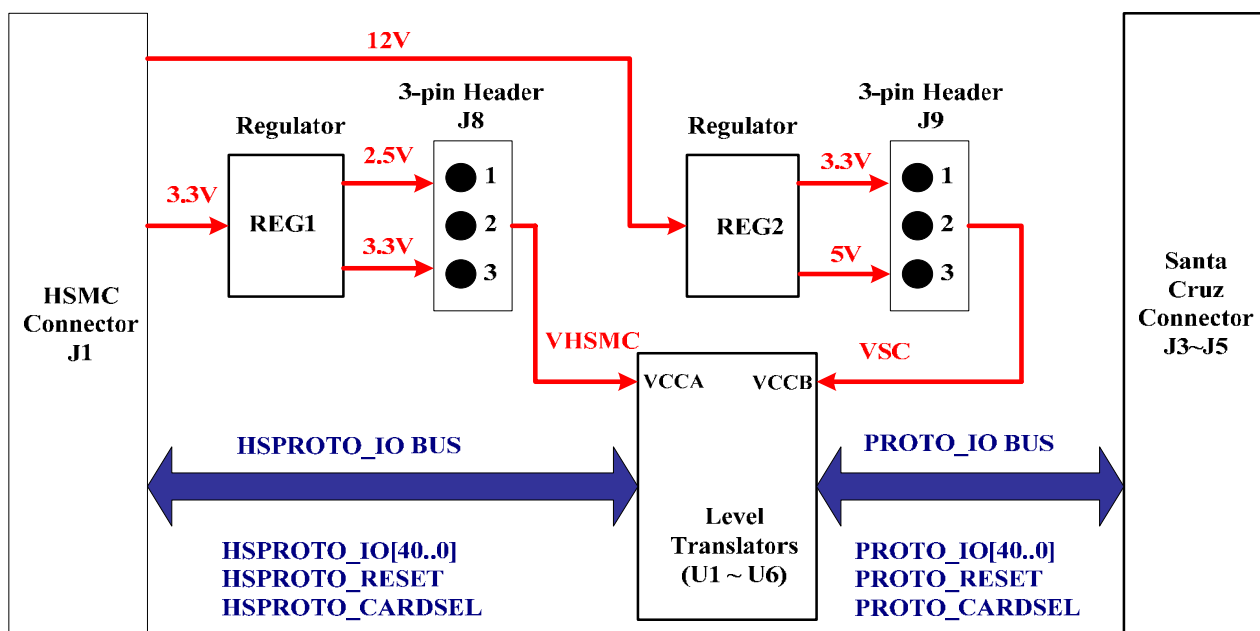 12V
3-pin Header
J8
3-pin Header
J9
Regulator
Regulator
2.5V
1
3.3V
1
3.3V
REG1
2
REG2
2
3.3V
3
5V
3
HSMC
Connector
J1
Santa
Cruz
Connector
J3~J5
VHSMC
VSC
VCCA
VCCB
HSPROTO_IO BUS
PROTO_IO BUS
Level
Translators
(U1 ~ U6)
HSPROTO_IO[40..0]
HSPROTO_RESET
HSPROTO_CARDSEL
PROTO_IO[40..0]
PROTO_RESET
PROTO_CARDSEL